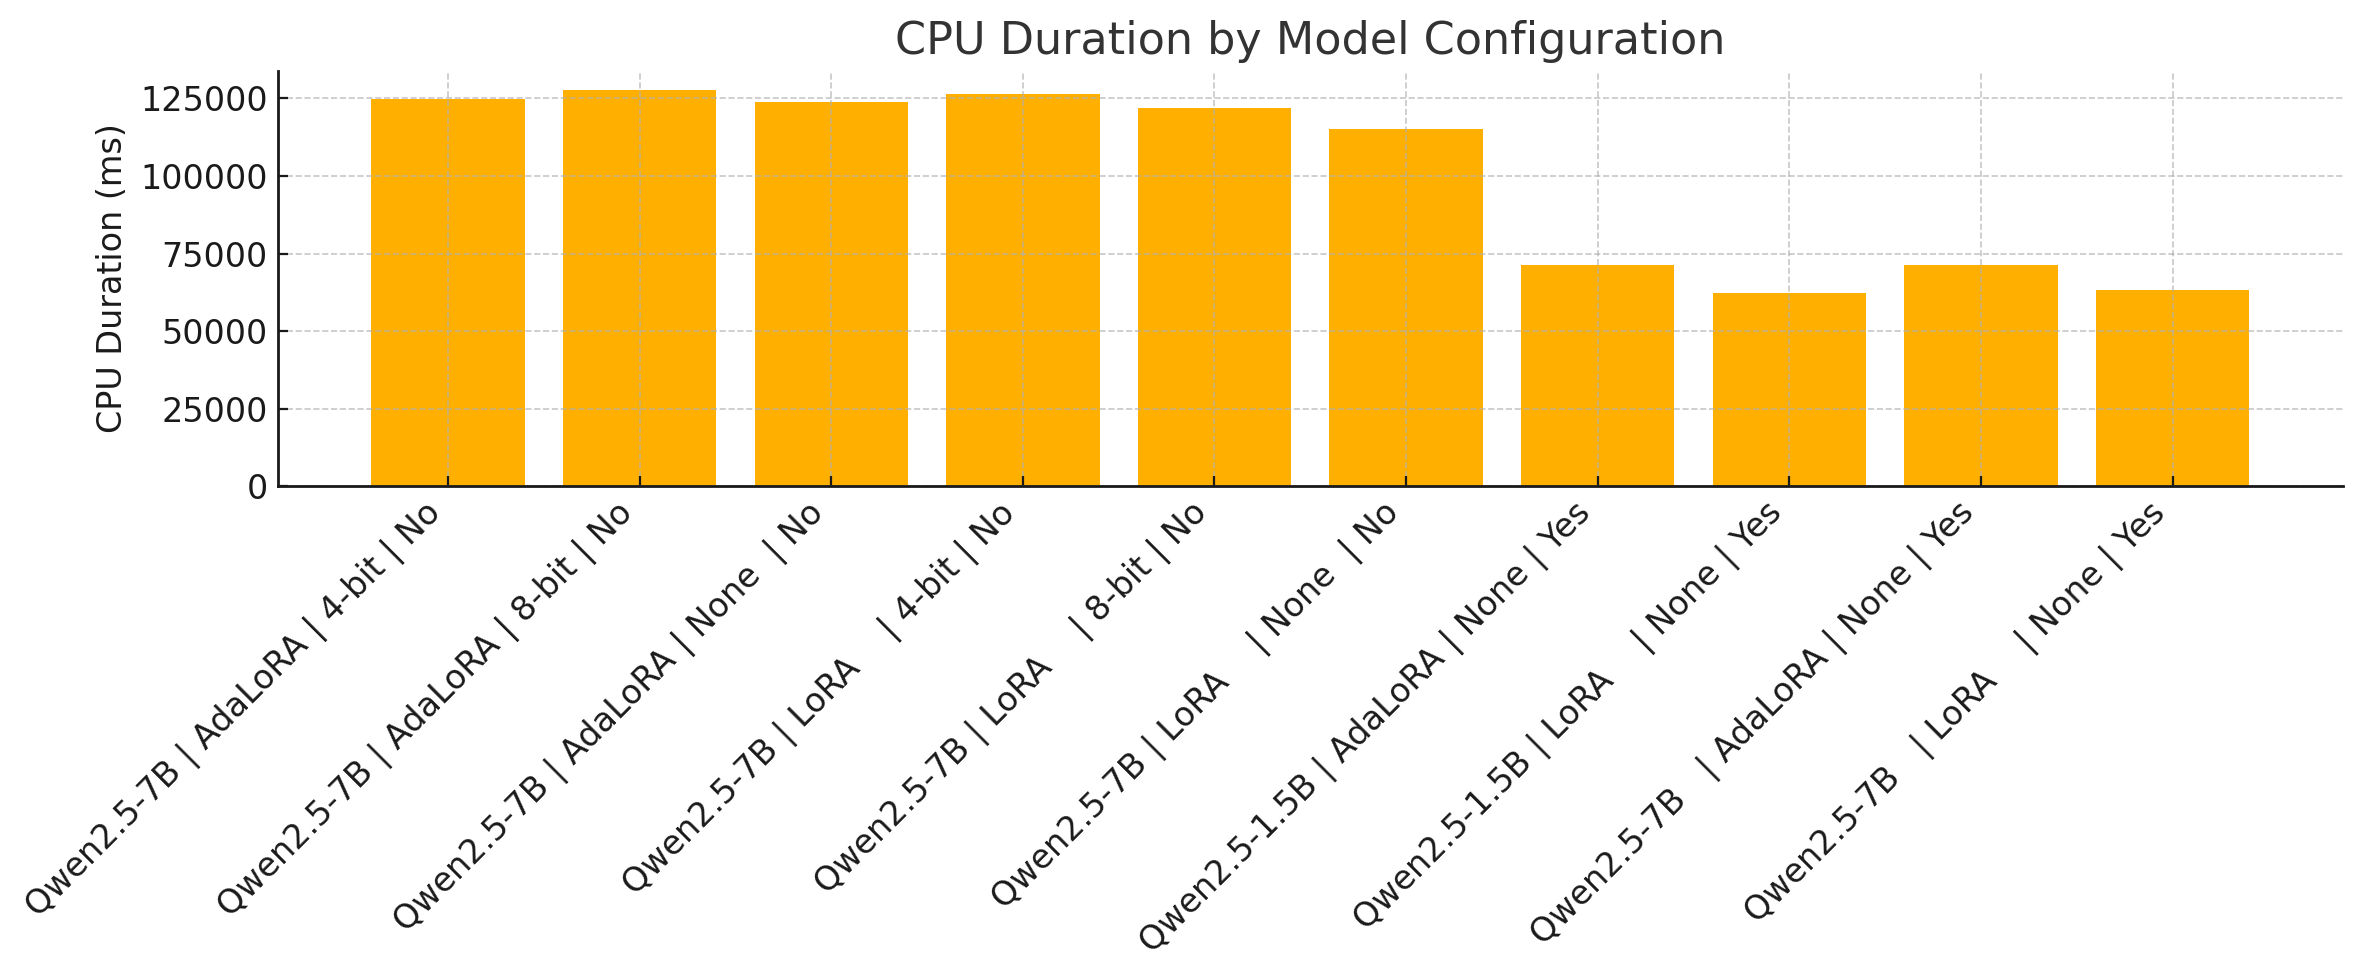 CPU Duration by Model Configuration
CPU Duration (ms)
125000
100000
75000
50000
25000
0
Qwen2.5-7B | AdaLoRA | 4-bit | No
Qwen2.5-7B | AdaLoRA | 8-bit | No
Qwen2.5-7B | AdaLoRA | None  | No
Qwen2.5-7B | LoRA    | 4-bit | No
Qwen2.5-7B | LoRA    | 8-bit | No
Qwen2.5-7B | LoRA    | None  | No
Qwen2.5-1.5B | AdaLoRA | None | Yes
Qwen2.5-1.5B | LoRA    | None | Yes
Qwen2.5-7B   | AdaLoRA | None | Yes
Qwen2.5-7B   | LoRA    | None | Yes